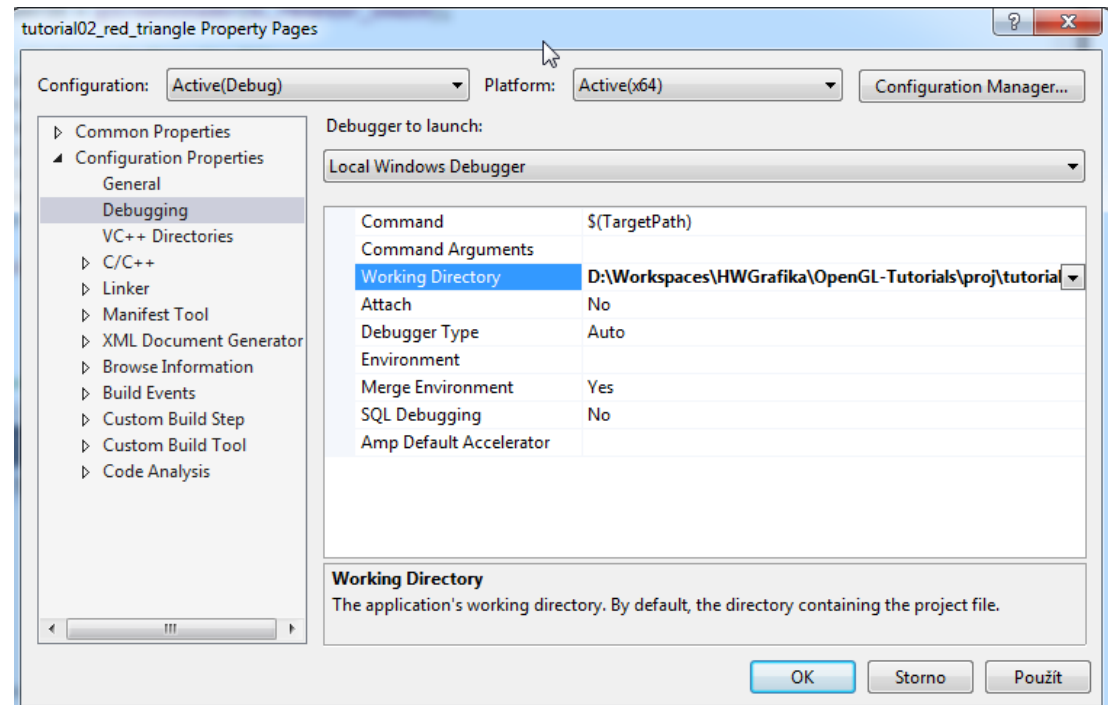 tutorial02_red_triangle Property Pages
Configuration: Active(Debug) Platform: Active(x64) Configuration Manager...
Common Properties
Configuration Properties
General
Debugging
VC++ Directories
C/C++
Linker
Manifest Tool
XML Document Generator
Browse Information
Build Events
Custom Build Step
Custom Build Tool
Code Analysis
Debugger to launch:
Local Windows Debugger
Command $(TargetPath)
Command Arguments
Working Directory D:\Workspaces\HWGrafika\OpenGL-Tutorials\proj\tutorial
Attach No
Debugger Type Auto
Environment
Merge Environment Yes
SQL Debugging No
Amp Default Accelerator
Working Directory
The application's working directory. By default, the directory containing the project file.
OK Storno Použít